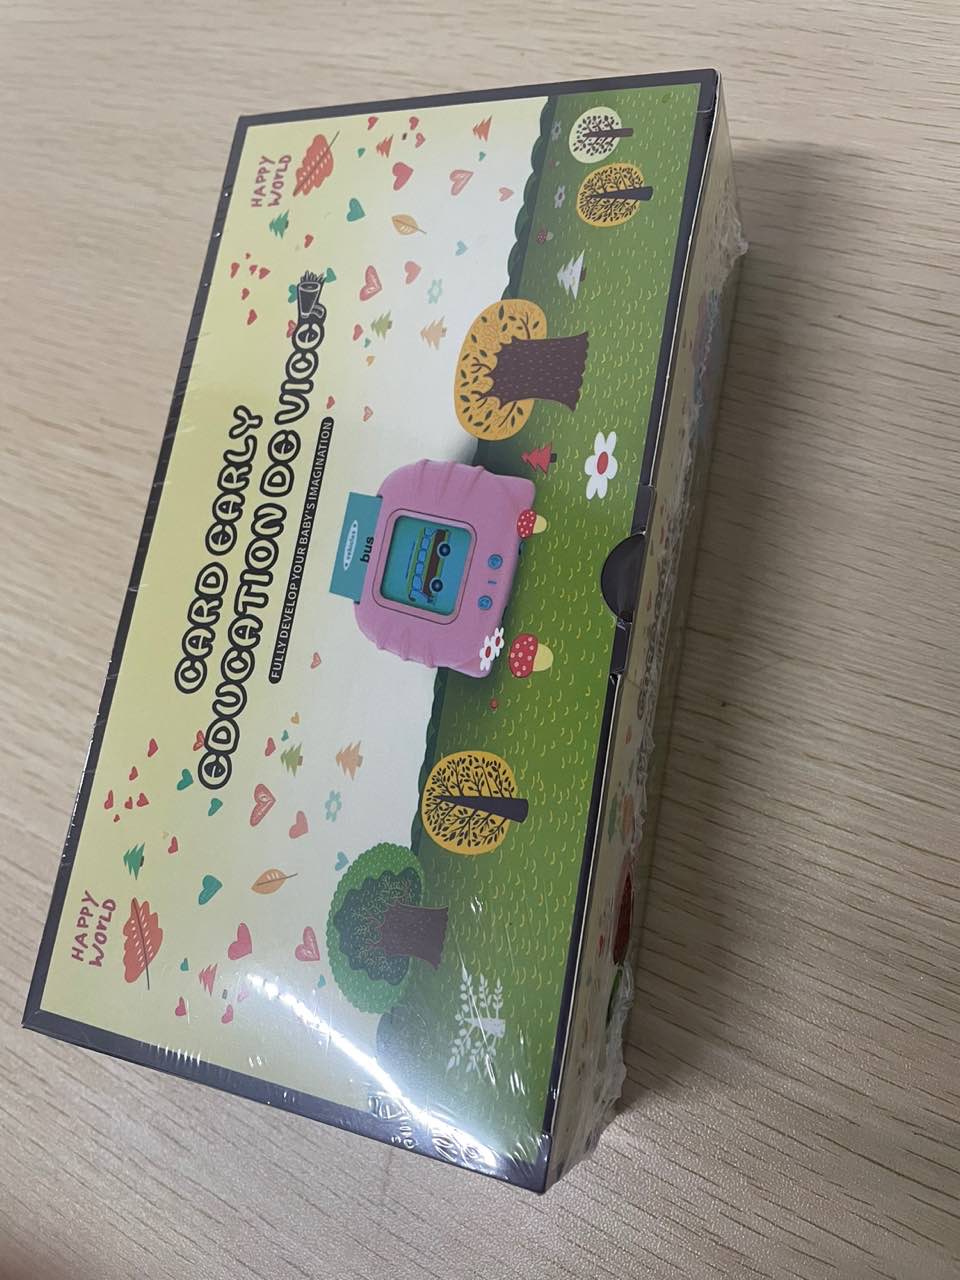 HAPPY
WORLD
HAPPY
WORLD
CARD EARLY
EDUCATION DEVICE
FULLY DEVELOP YOUR BABY'S IMAGINATION
bus